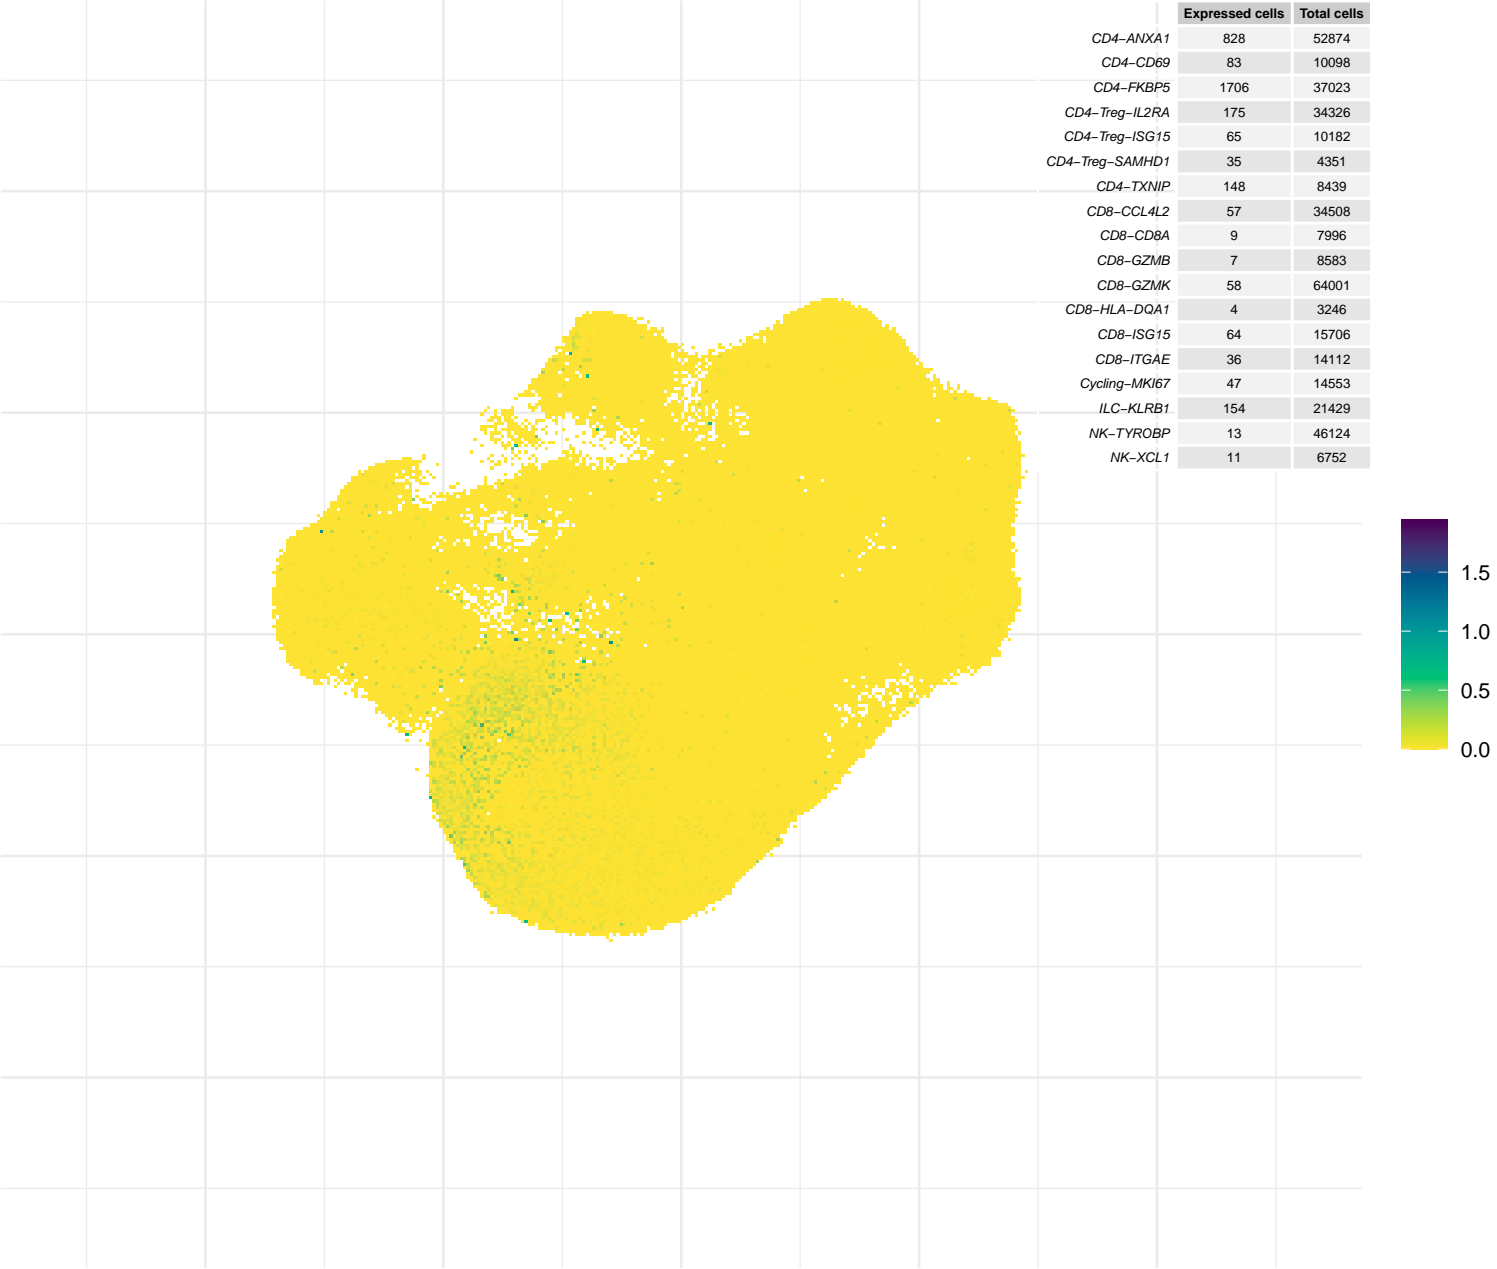 Expressed cells Total cells
CD4−ANXA1 828 52874
CD4−CD69 83 10098
CD4−FKBP5 1706 37023
CD4−Treg−IL2RA 175 34326
CD4−Treg−ISG15 65 10182
CD4−Treg−SAMHD1 35 4351
CD4−TXNIP 148 8439
CD8−CCL4L2 57 34508
CD8−CD8A 9 7996
CD8−GZMB 7 8583
CD8−GZMK 58 64001
CD8−HLA−DQA1 4 3246
CD8−ISG15 64 15706
CD8−ITGAE 36 14112
Cycling−MKI67 47 14553
ILC−KLRB1 154 21429
NK−TYROBP 13 46124
NK−XCL1 11 6752
1.5
1.0
0.5
0.0